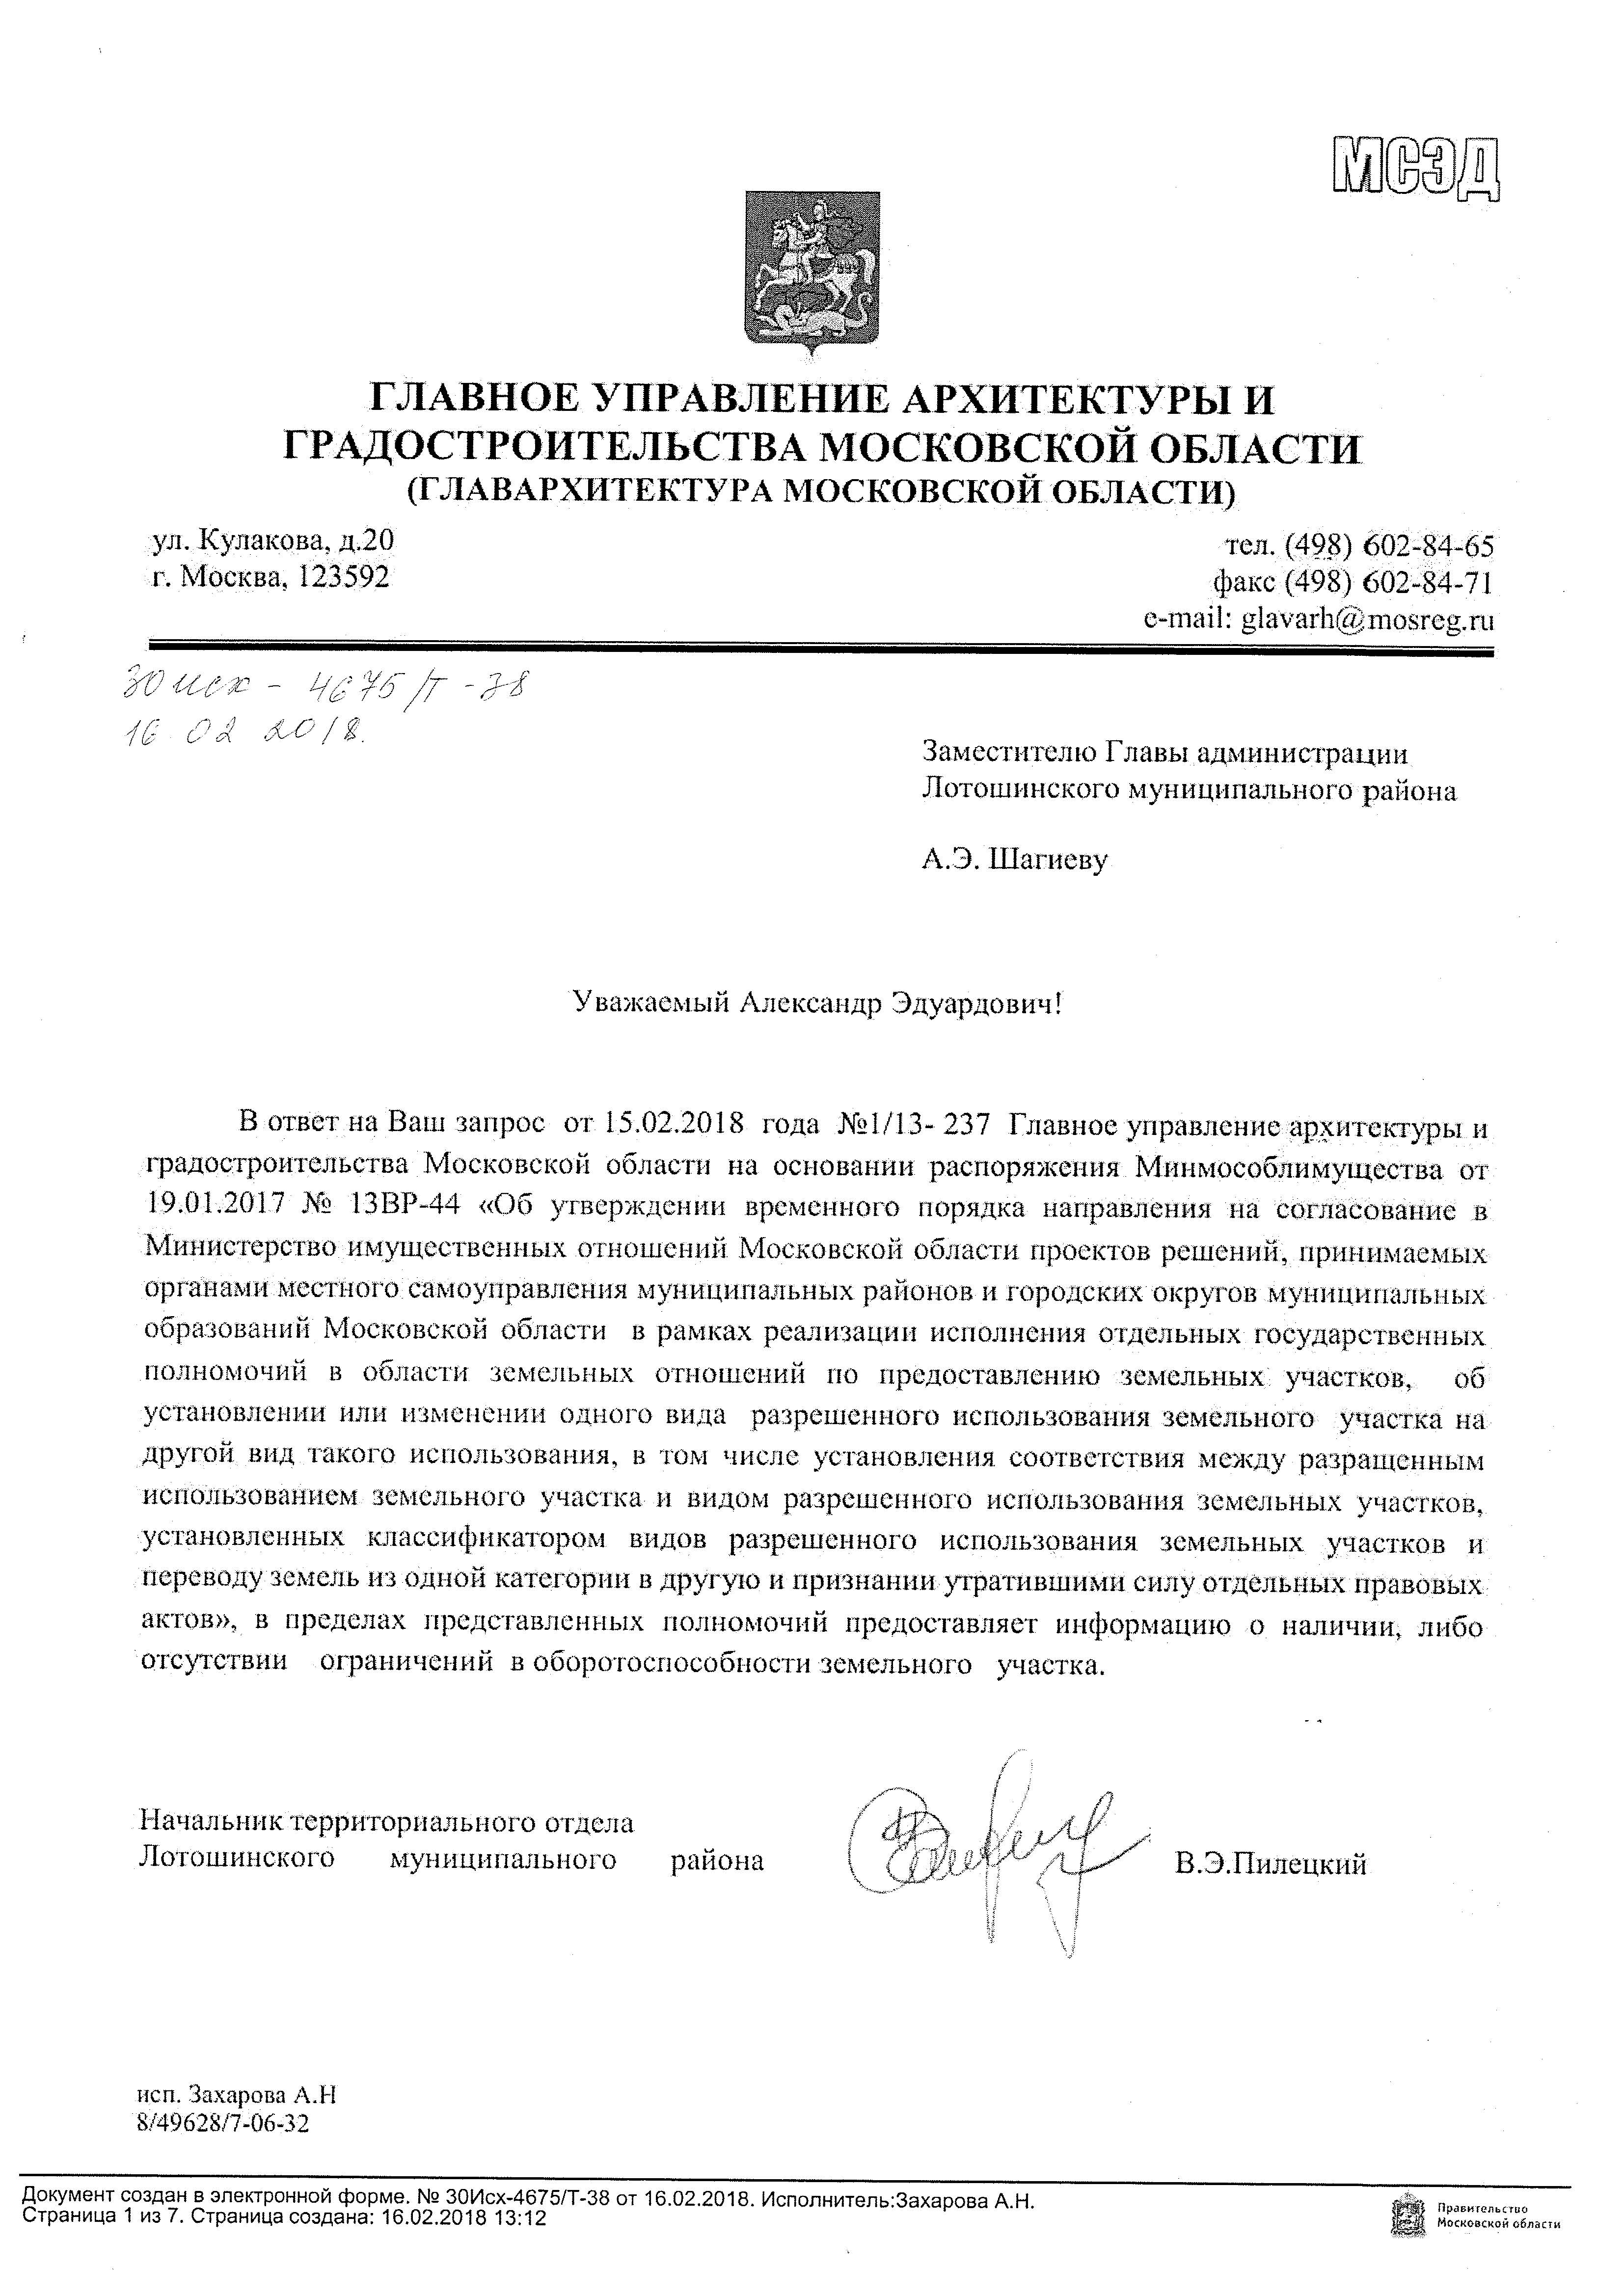 МСЭД
ГЛАВНОЕ УПРАВЛЕНИЕ АРХИТЕКТУРЫ И
ГРАДОСТРОИТЕЛЬСТВА МОСКОВСКОЙ ОБЛАСТИ
(ГЛАВАРХИТЕКТУРА МОСКОВСКОЙ ОБЛАСТИ)
ул. Кулакова, д.20
г. Москва, 123592
тел. (498) 602-84-65
факс (498) 602-84-71
e-mail: glavarh@mosreg.ru
30исх - 4675/Т-38
16 02 2018.
Заместителю Главы администрации
Лотошинского муниципального района
А.Э. Шагиеву
Уважаемый Александр Эдуардович!
В ответ на Ваш запрос от 15.02.2018 года №1/13- 237 Главное управление архитектуры и
градостроительства Московской области на основании распоряжения Минмособлимущества от
19.01.2017 № 13ВР-44 «Об утверждении временного порядка направления на согласование в
Министерство имущественных отношений Московской области проектов решений, принимаемых
органами местного самоуправления муниципальных районов и городских округов муниципальных
образований Московской области в рамках реализации исполнения отдельных государственных
полномочий в области земельных отношений по предоставлению земельных участков, об
установлении или изменении одного вида разрешенного использования земельного участка на
другой вид такого использования, в том числе установления соответствия между разращенным
использованием земельного участка и видом разрешенного использования земельных участков,
установленных классификатором видов разрешенного использования земельных участков и
переводу земель из одной категории в другую и признании утратившими силу отдельных правовых
актов», в пределах представленных полномочий предоставляет информацию о наличии, либо
отсутствии ограничений в оборотоспособности земельного участка.
Начальник территориального отдела
Лотошинского муниципального района
В.Э.Пилецкий
исп. Захарова А.Н
8/49628/7-06-32
Документ создан в электронной форме. № 30Исх-4675/Т-38 от 16.02.2018. Исполнитель:Захарова А.Н.
Страница 1 из 7. Страница создана: 16.02.2018 13:12
Правительство
Московской области